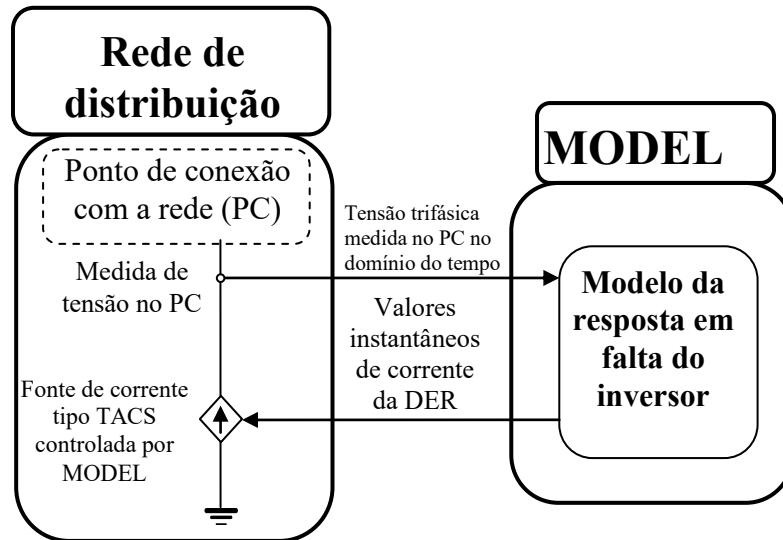 Rede de
distribuição
Ponto de conexão
com a rede (PC)
Medida de
tensão no PC
Fonte de corrente
tipo TACS
controlada por
MODEL
Tensão trifásica
medida no PC no
domínio do tempo
Valores
instantâneos
de corrente
da DER
MODEL
Modelo da
resposta em
falta do
inversor